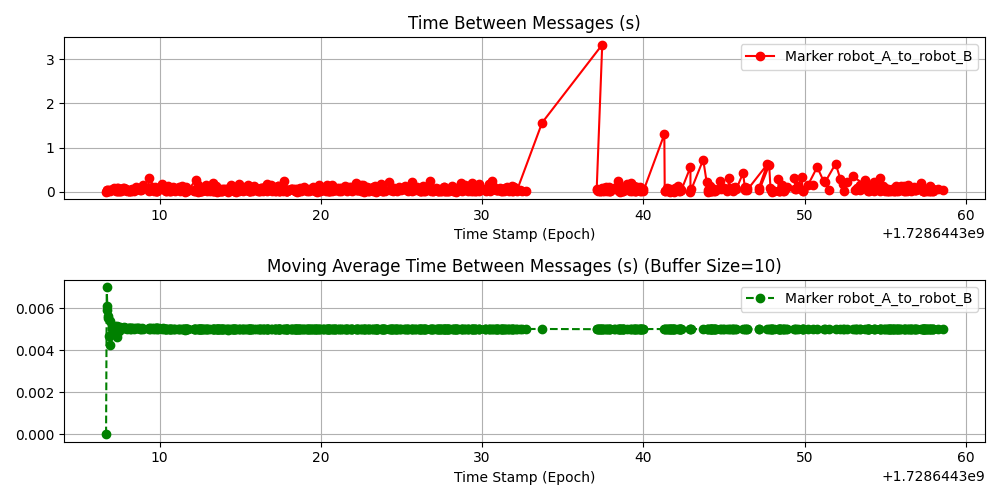 Time Between Messages (s)
3
2
1
0
Marker robot_A_to_robot_B
10 20 30 40 50 60
Time Stamp (Epoch)
+1.7286443e9
Moving Average Time Between Messages (s) (Buffer Size=10)
0.006
0.004
0.002
0.000
Marker robot_A_to_robot_B
10 20 30 40 50 60
Time Stamp (Epoch)
+1.7286443e9